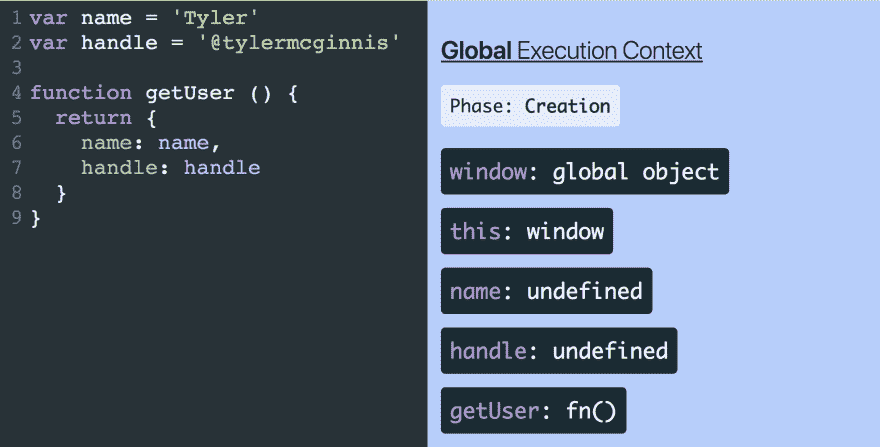 1 var name = 'Tyler'
2 var handle = '@tylermcginnis'
3
4 function getUser () {
5   return {
6     name: name,
7     handle: handle
8   }
9 }
Global Execution Context
Phase: Creation
window: global object
this: window
name: undefined
handle: undefined
getUser: fn()